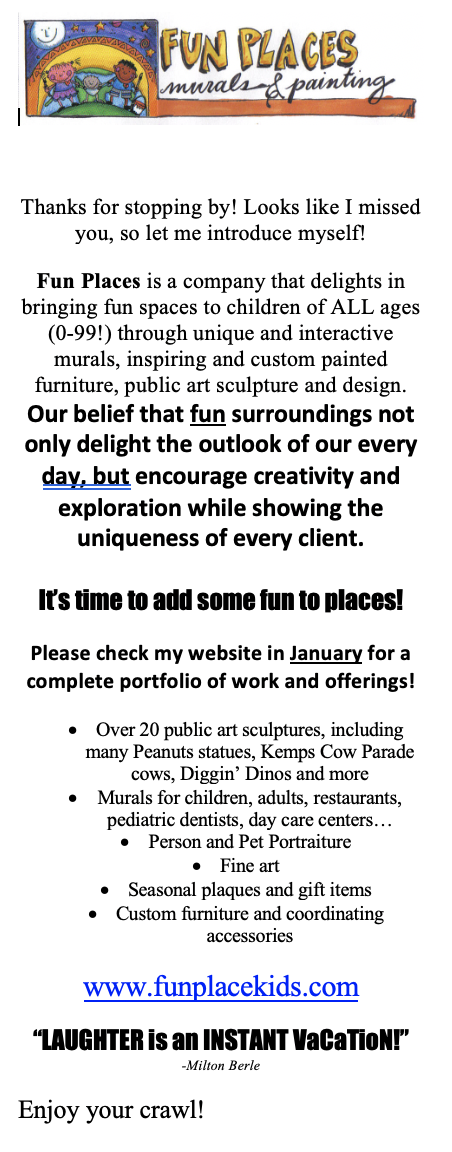 FUN PLACES
murals & painting
Thanks for stopping by! Looks like I missed
you, so let me introduce myself!
Fun Places is a company that delights in
bringing fun spaces to children of ALL ages
(0-99!) through unique and interactive
murals, inspiring and custom painted
furniture, public art sculpture and design.
Our belief that fun surroundings not
only delight the outlook of our every
day, but encourage creativity and
exploration while showing the
uniqueness of every client.
It’s time to add some fun to places!
Please check my website in January for a
complete portfolio of work and offerings!
• Over 20 public art sculptures, including
many Peanuts statues, Kemps Cow Parade
cows, Diggin’ Dinos and more
• Murals for children, adults, restaurants,
pediatric dentists, day care centers…
• Person and Pet Portraiture
• Fine art
• Seasonal plaques and gift items
• Custom furniture and coordinating
accessories
www.funplacekids.com
“LAUGHTER is an INSTANT VaCaTioN!”
-Milton Berle
Enjoy your crawl!